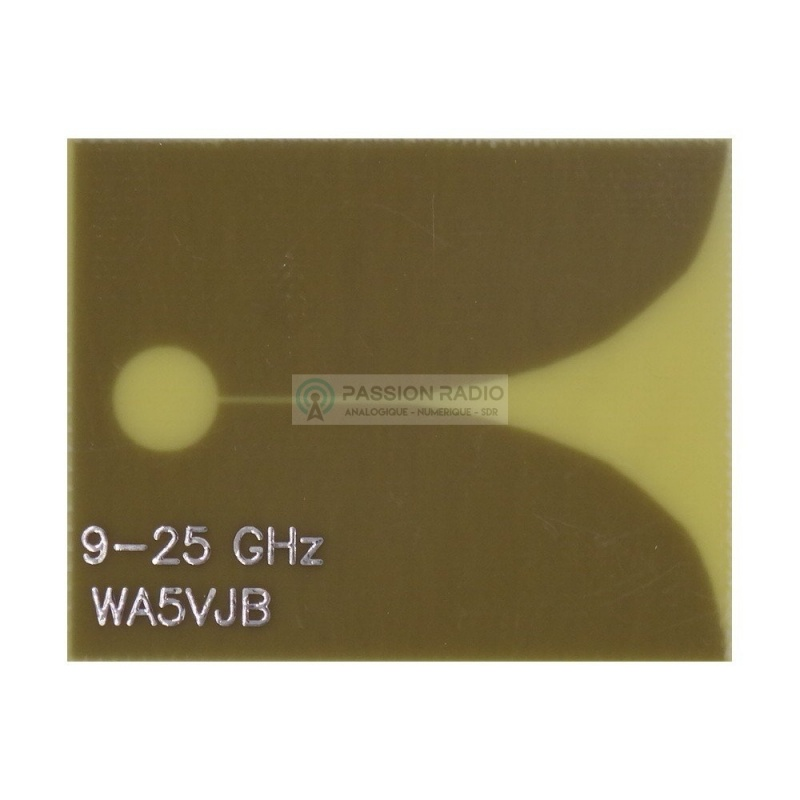 PASSION RADIO
ANALOGIQUE - NUMERIQUE - SDR
9-25 GHz
WA5VJB